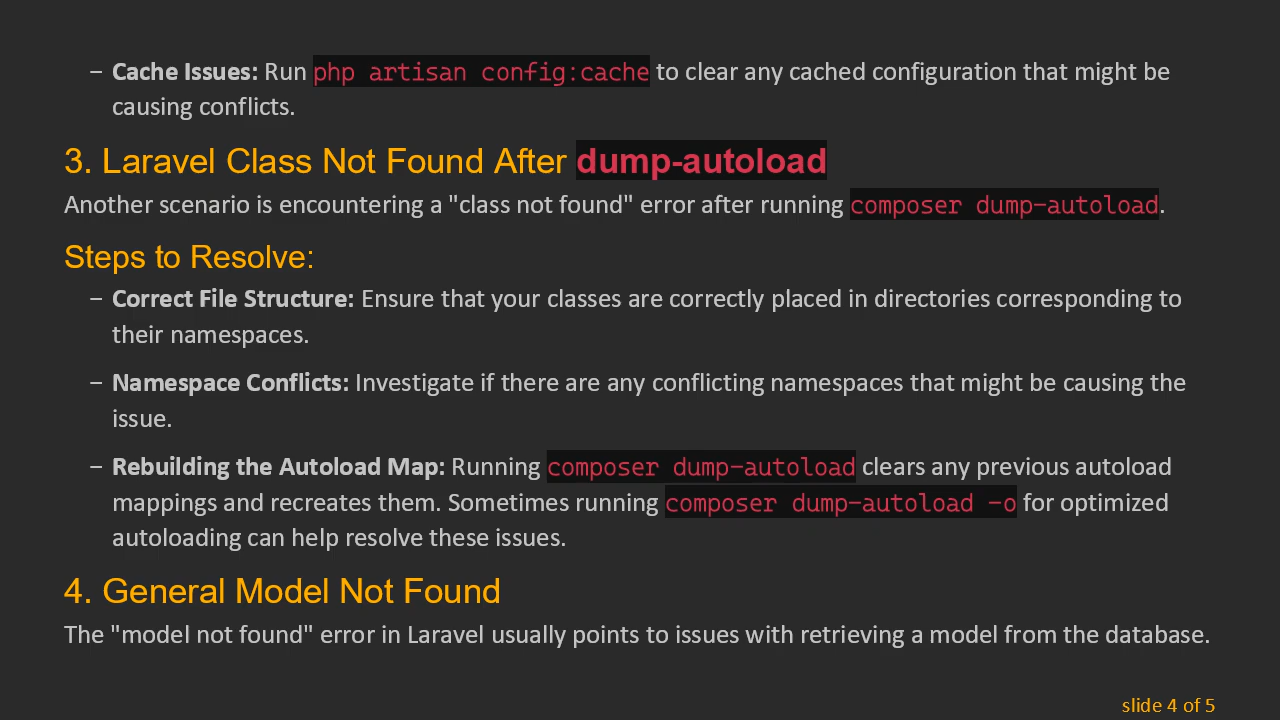 – Cache Issues: Run php artisan config:cache to clear any cached configuration that might be
causing conflicts.
3. Laravel Class Not Found After dump-autoload
Another scenario is encountering a "class not found" error after running composer dump-autoload.
Steps to Resolve:
– Correct File Structure: Ensure that your classes are correctly placed in directories corresponding to
their namespaces.
– Namespace Conflicts: Investigate if there are any conflicting namespaces that might be causing the
issue.
– Rebuilding the Autoload Map: Running composer dump-autoload clears any previous autoload
mappings and recreates them. Sometimes running composer dump-autoload -o for optimized
autoloading can help resolve these issues.
4. General Model Not Found
The "model not found" error in Laravel usually points to issues with retrieving a model from the database.
slide 4 of 5